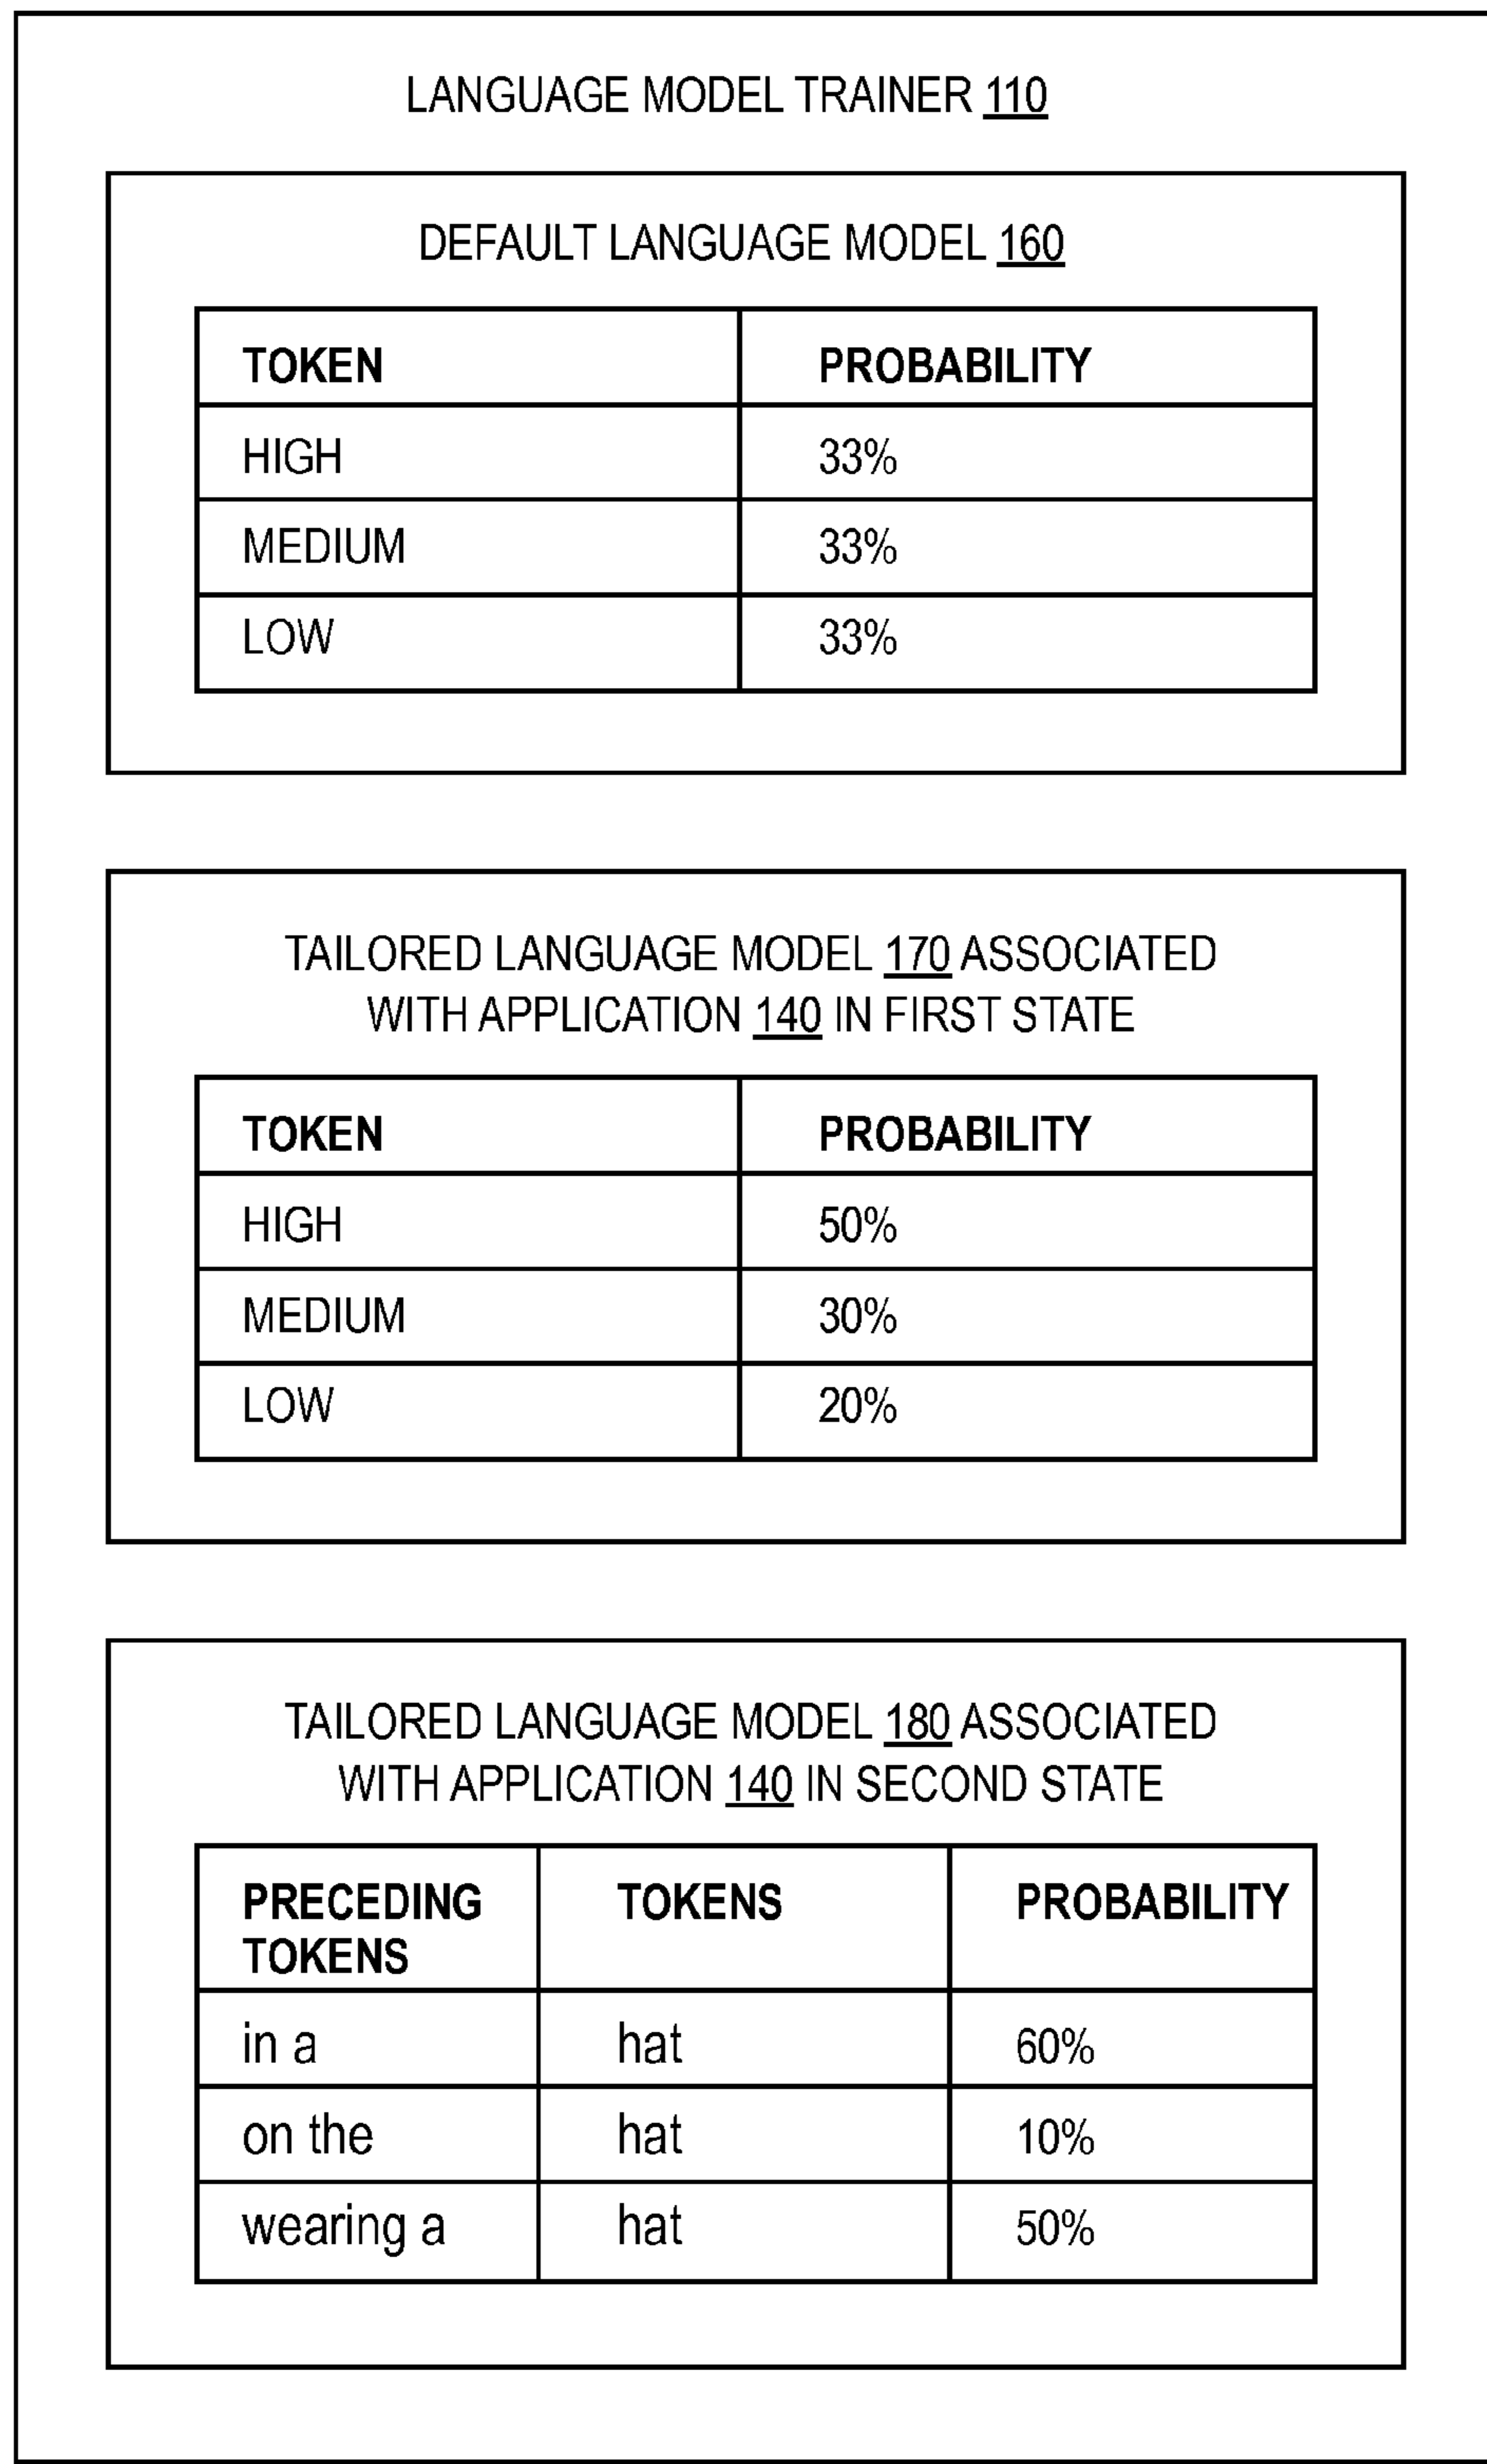 LANGUAGE MODEL TRAINER 110
DEFAULT LANGUAGE MODEL 160
TOKEN PROBABILITY
HIGH 33%
MEDIUM 33%
LOW 33%
TAILORED LANGUAGE MODEL 170 ASSOCIATED
WITH APPLICATION 140 IN FIRST STATE
TOKEN PROBABILITY
HIGH 50%
MEDIUM 30%
LOW 20%
TAILORED LANGUAGE MODEL 180 ASSOCIATED
WITH APPLICATION 140 IN SECOND STATE
PRECEDING TOKENS PROBABILITY
TOKENS
in a hat 60%
on the hat 10%
wearing a hat 50%